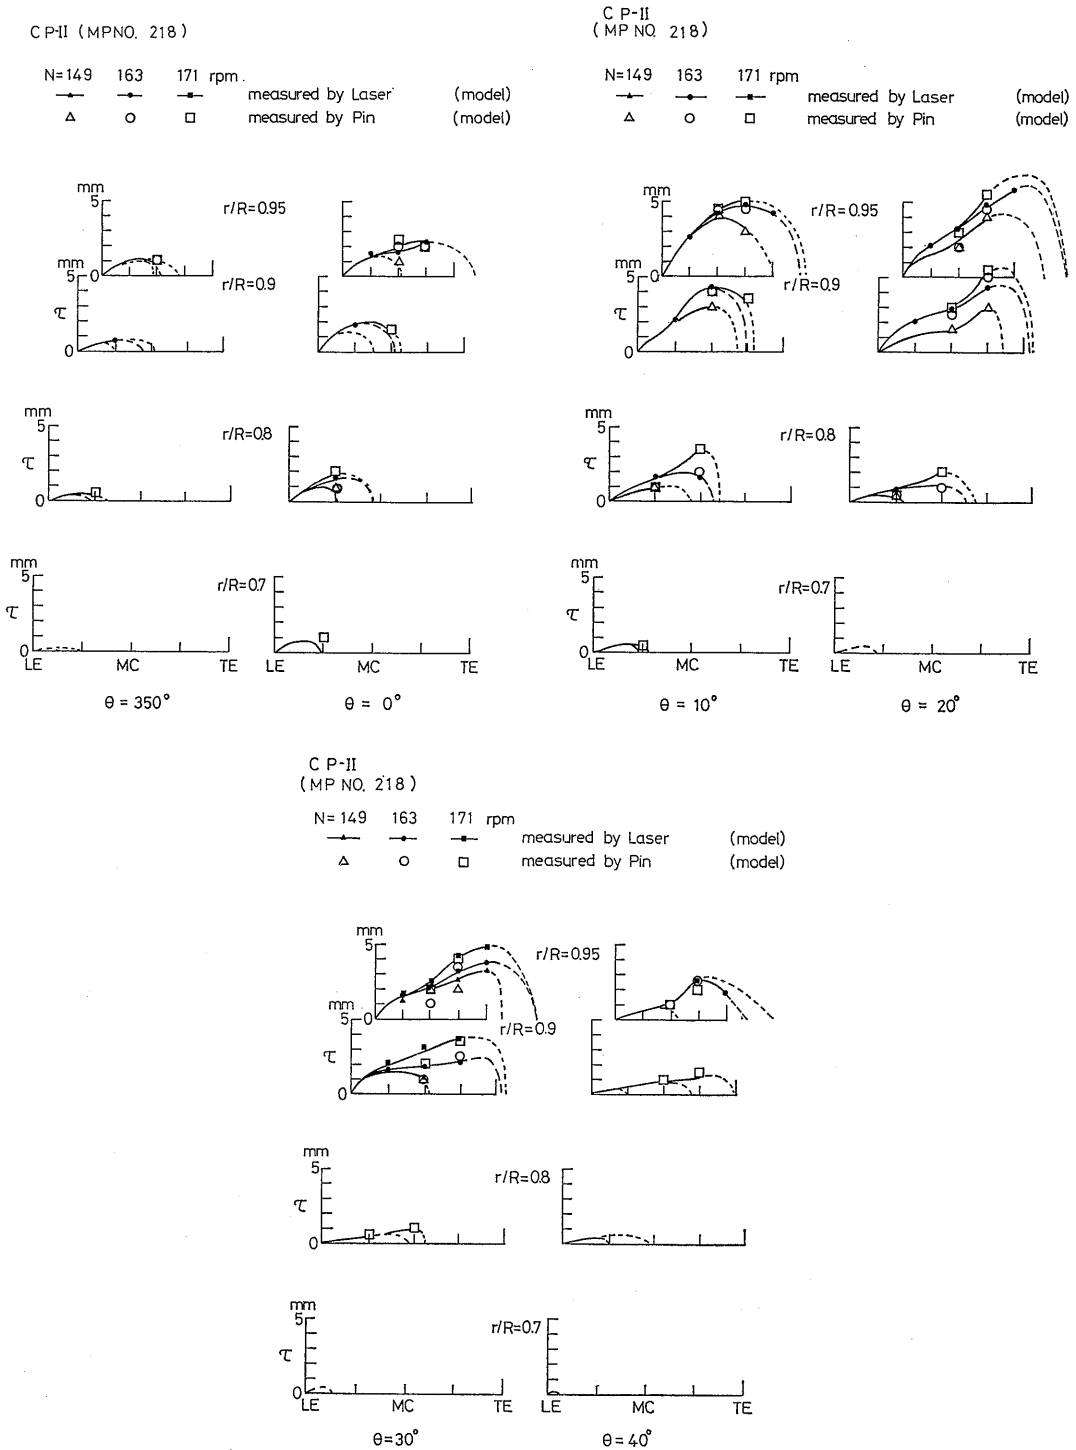 CP-II (MPNO. 218)
N=149 163 171 rpm.
measured by Laser (model)
measured by Pin (model)
mm
5
r/R=0.95
0
5
r/R=0.9
τ
0
mm
5
r/R=0.8
τ
0
mm
5
r/R=0.7
τ
0
LE MC TE LE MC TE
θ = 350° θ = 0°
CP-II
(MP NO. 218)
N=149 163 171 rpm
measured by Laser (model)
measured by Pin (model)
mm
5
r/R=0.95
mm
0
5
r/R=0.9
τ
0
mm
5
r/R=0.8
τ
0
mm
5
r/R=0.7
τ
0
LE MC TE LE MC TE
θ = 10° θ = 20°
CP-II
(MP NO. 218)
N=149 163 171 rpm
measured by Laser (model)
measured by Pin (model)
mm
5
r/R=0.95
mm
0
5
r/R=0.9
τ
0
mm
5
r/R=0.8
τ
0
mm
5
r/R=0.7
τ
0
LE MC TE LE MC TE
θ=30° θ=40°